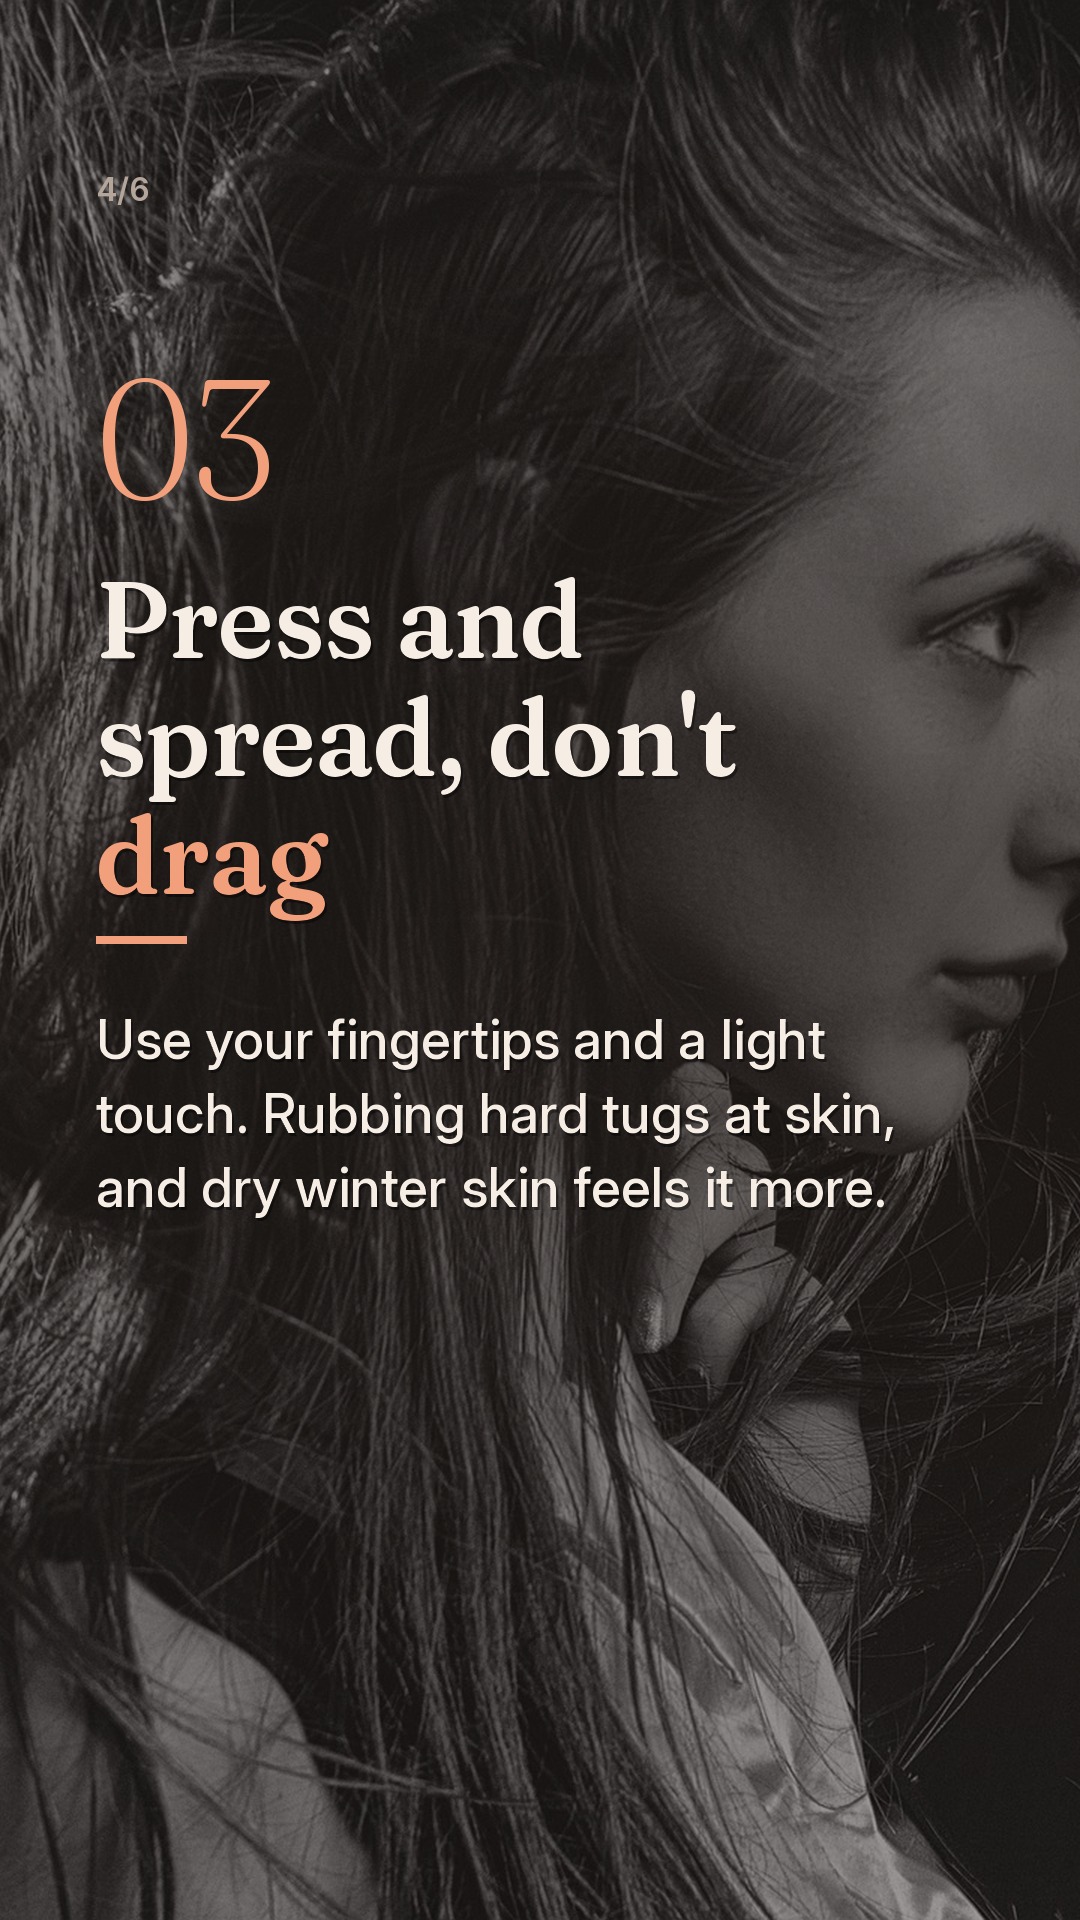 4/6
03
Press and
spread, don't
drag
Use your fingertips and a light
touch. Rubbing hard tugs at skin,
and dry winter skin feels it more.